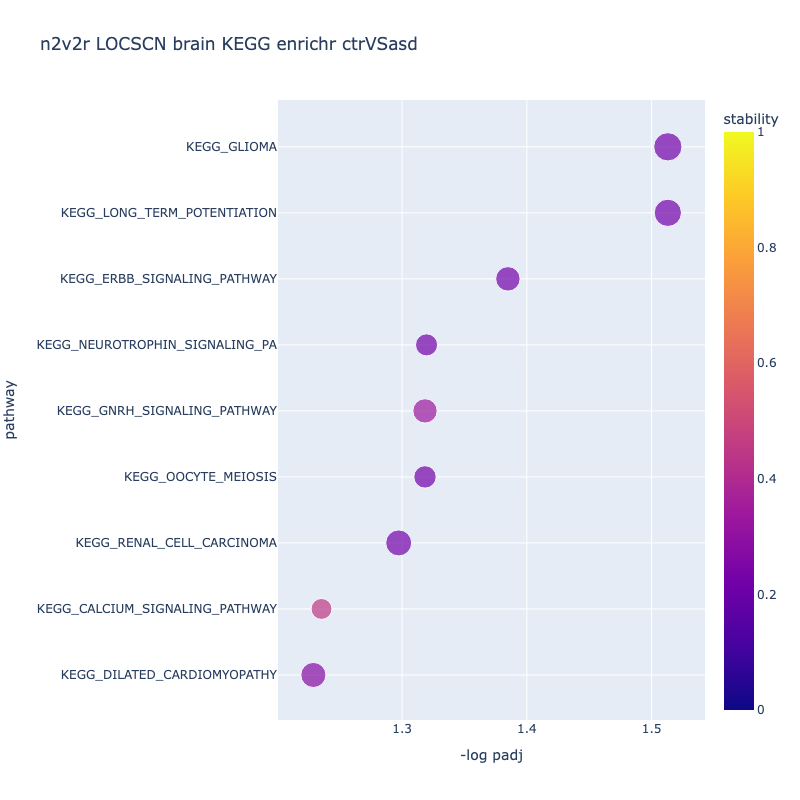 n2v2r LOCSCN brain KEGG enrichr ctrVSasd
stability
1
0.8
0.6
0.4
0.2
0
pathway
KEGG_GLIOMA
KEGG_LONG_TERM_POTENTIATION
KEGG_ERBB_SIGNALING_PATHWAY
KEGG_NEUROTROPHIN_SIGNALING_PA
KEGG_GNRH_SIGNALING_PATHWAY
KEGG_OOCYTE_MEIOSIS
KEGG_RENAL_CELL_CARCINOMA
KEGG_CALCIUM_SIGNALING_PATHWAY
KEGG_DILATED_CARDIOMYOPATHY
1.3 1.4 1.5
-log padj